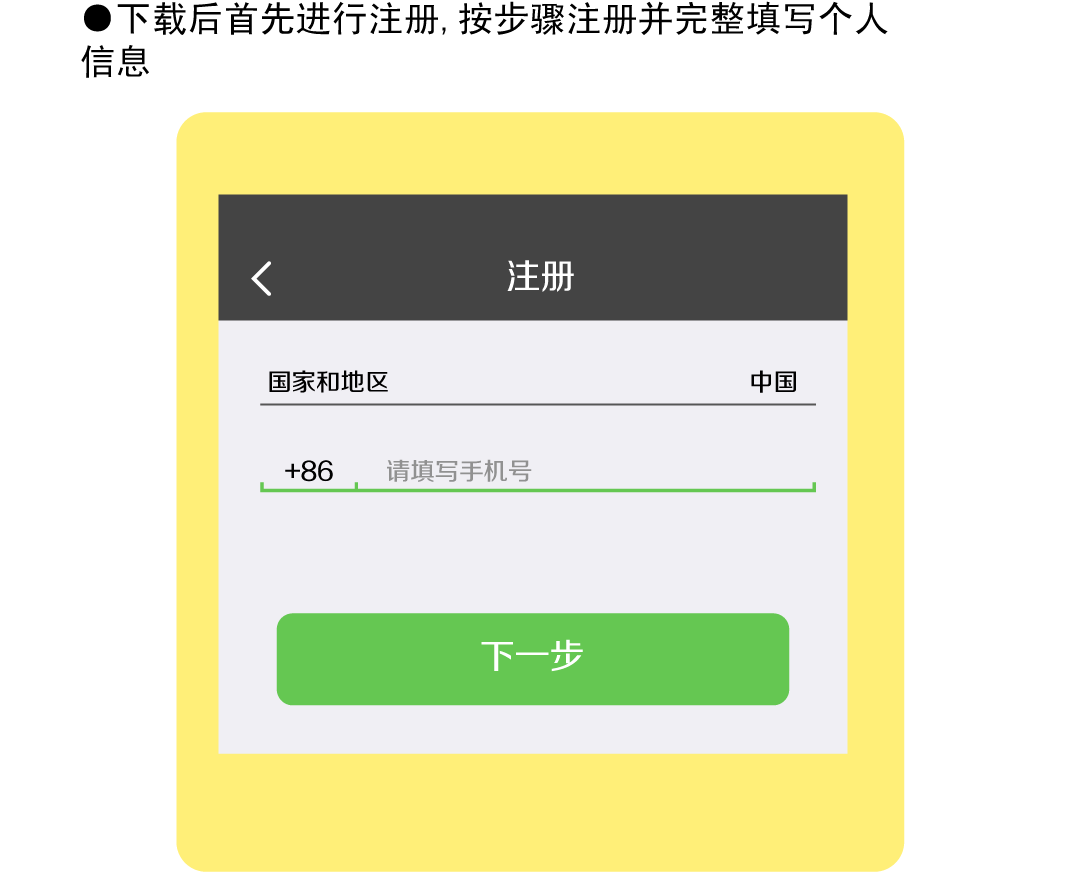 ●下载后首先进行注册, 按步骤注册并完整填写个人
信息
注册
国家和地区 中国
+86 请填写手机号
下一步